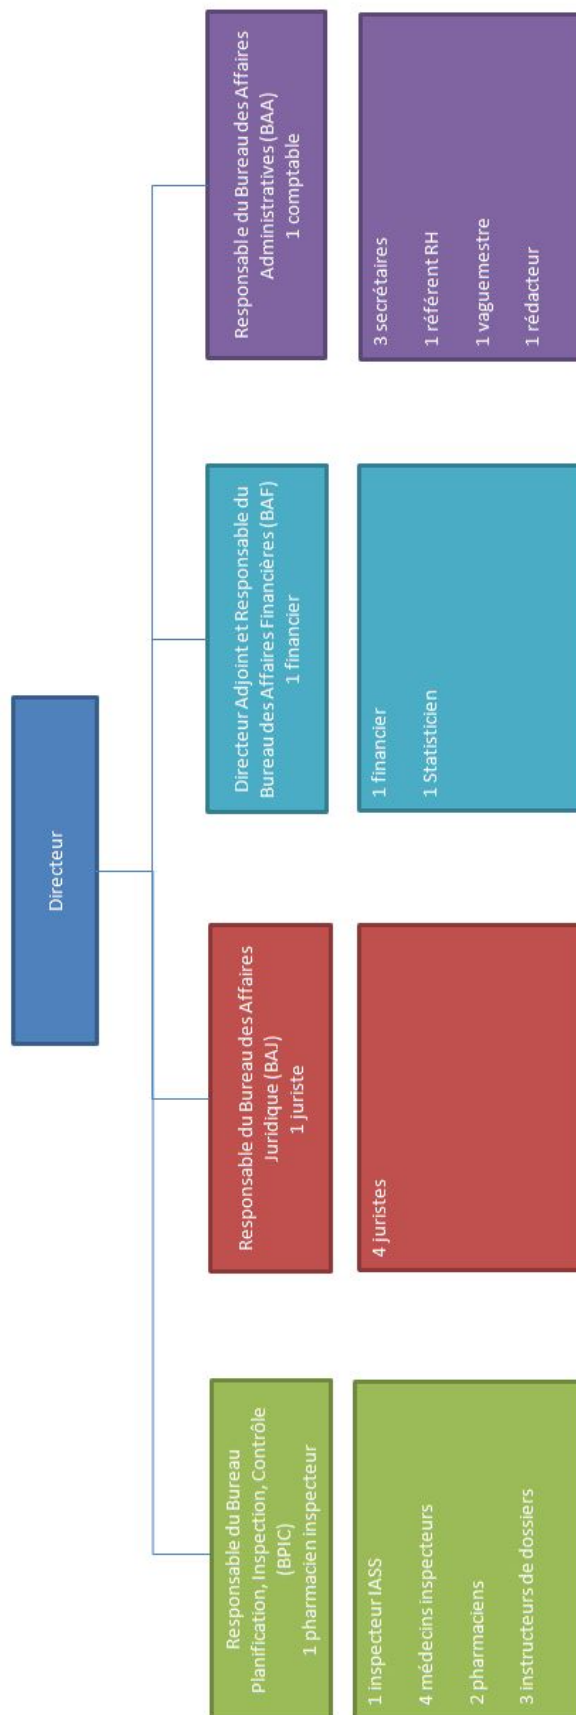 Directeur
Responsable du Bureau
Planification, Inspection, Contrôle
(BPIC)
1 pharmacien inspecteur
1 inspecteur IASS
4 médecins inspecteurs
2 pharmaciens
3 instructeurs de dossiers
Responsable du Bureau des Affaires
Juridique (BAJ)
1 juriste
4 juristes
Directeur Adjoint et Responsable du
Bureau des Affaires Financières (BAF)
1 financier
1 financier
1 Statisticien
Responsable du Bureau des Affaires
Administratives (BAA)
1 comptable
3 secrétaires
1 référent RH
1 vaguemestre
1 rédacteur